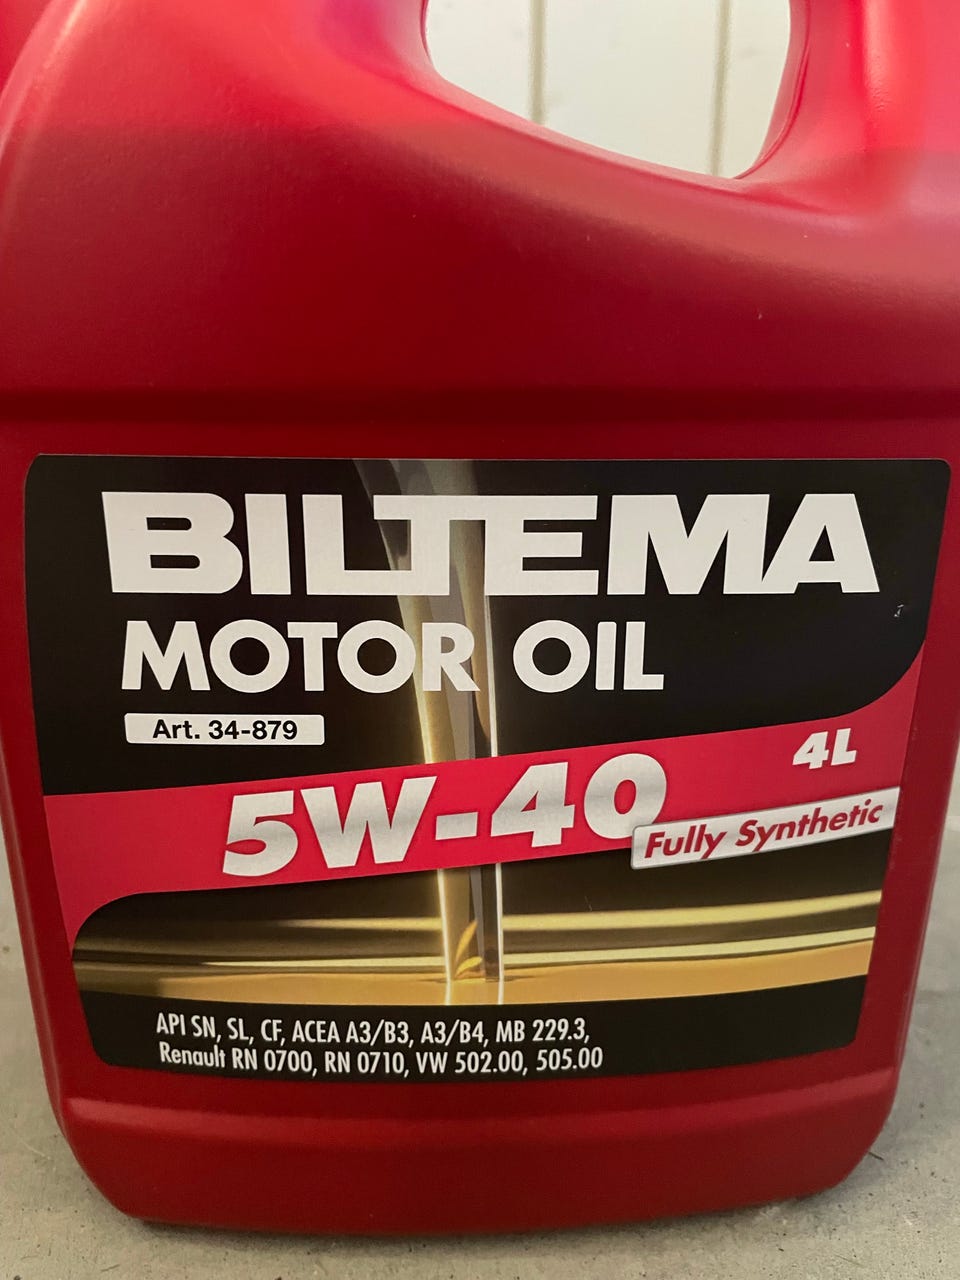 BILTEMA
MOTOR OIL
Art. 34-879
4L
5W-40
Fully Synthetic
API SN, SL, CF, ACEA A3/B3, A3/B4, MB 229.3,
Renault RN 0700, RN 0710, VW 502.00, 505.00